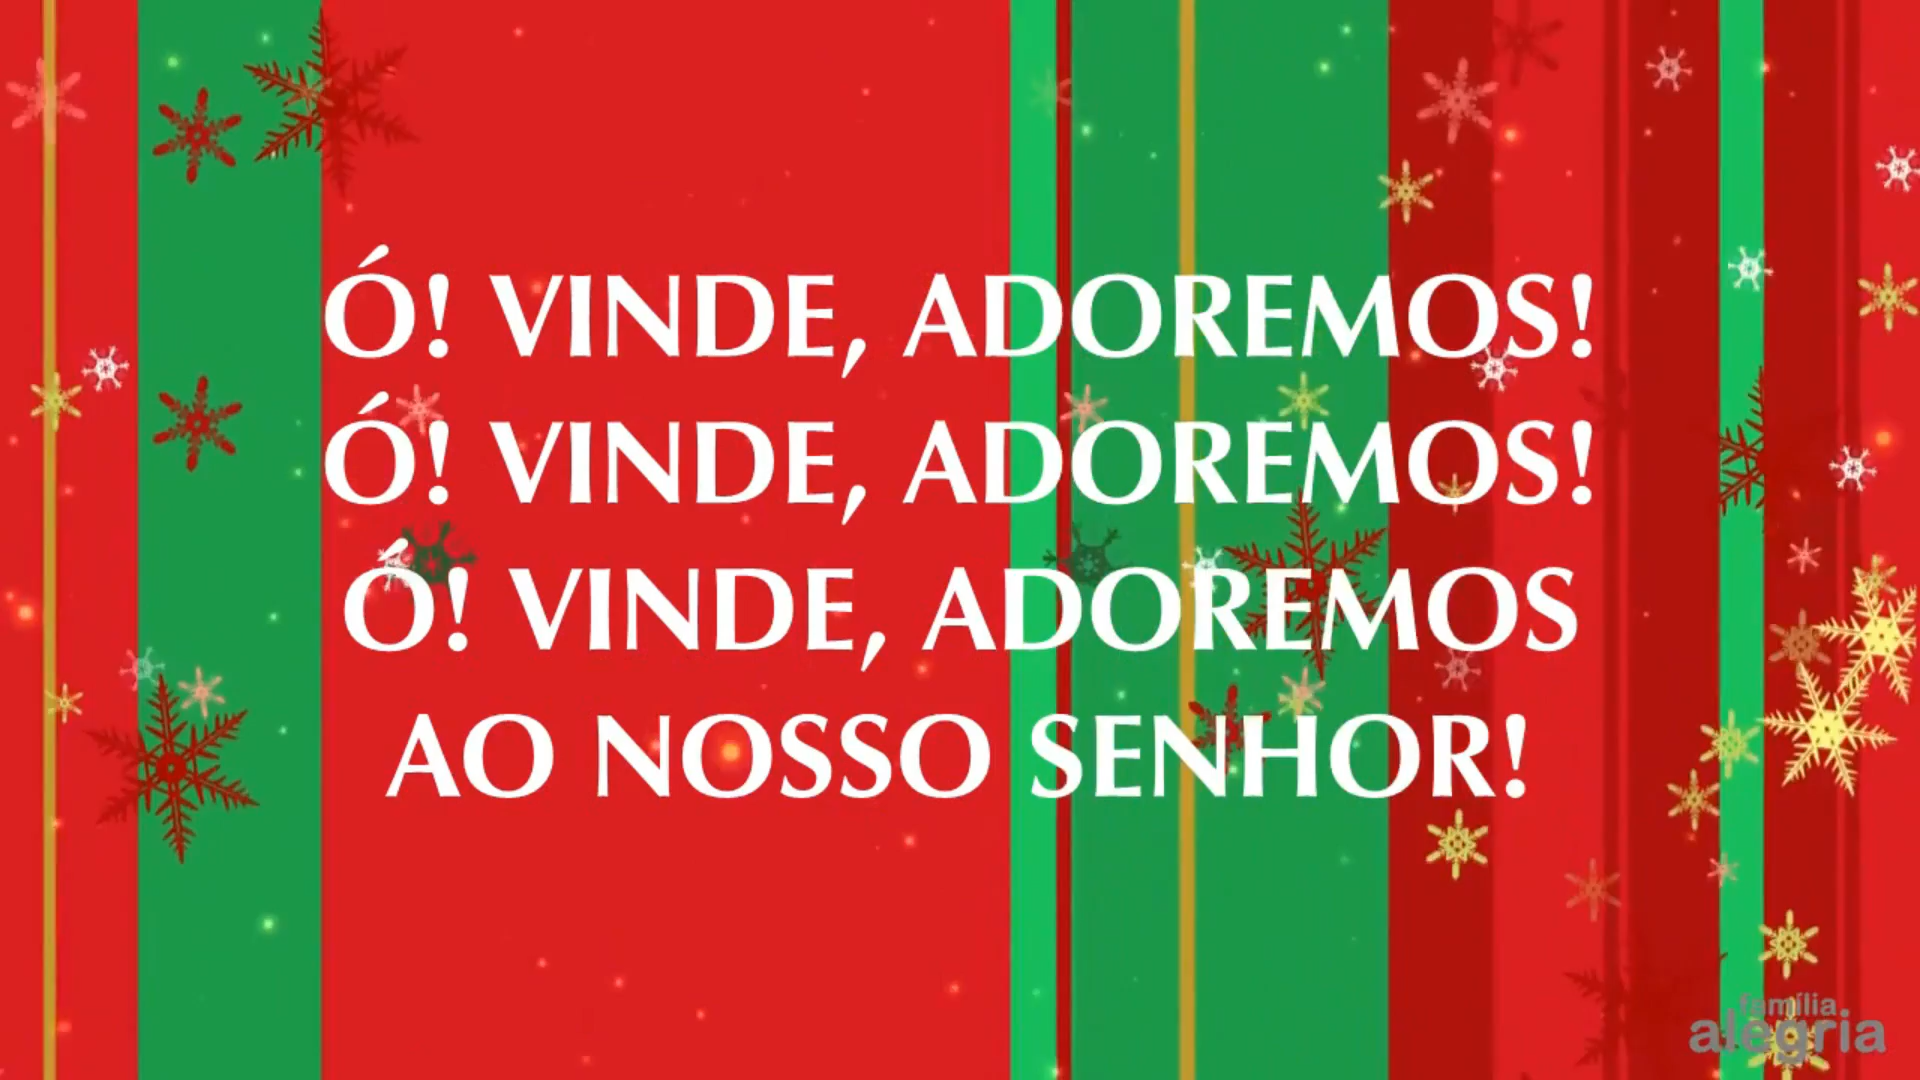 Ó! VINDE, ADOREMOS!
Ó! VINDE, ADOREMOS!
Ó! VINDE, ADOREMOS
AO NOSSO SENHOR!
família
alegria